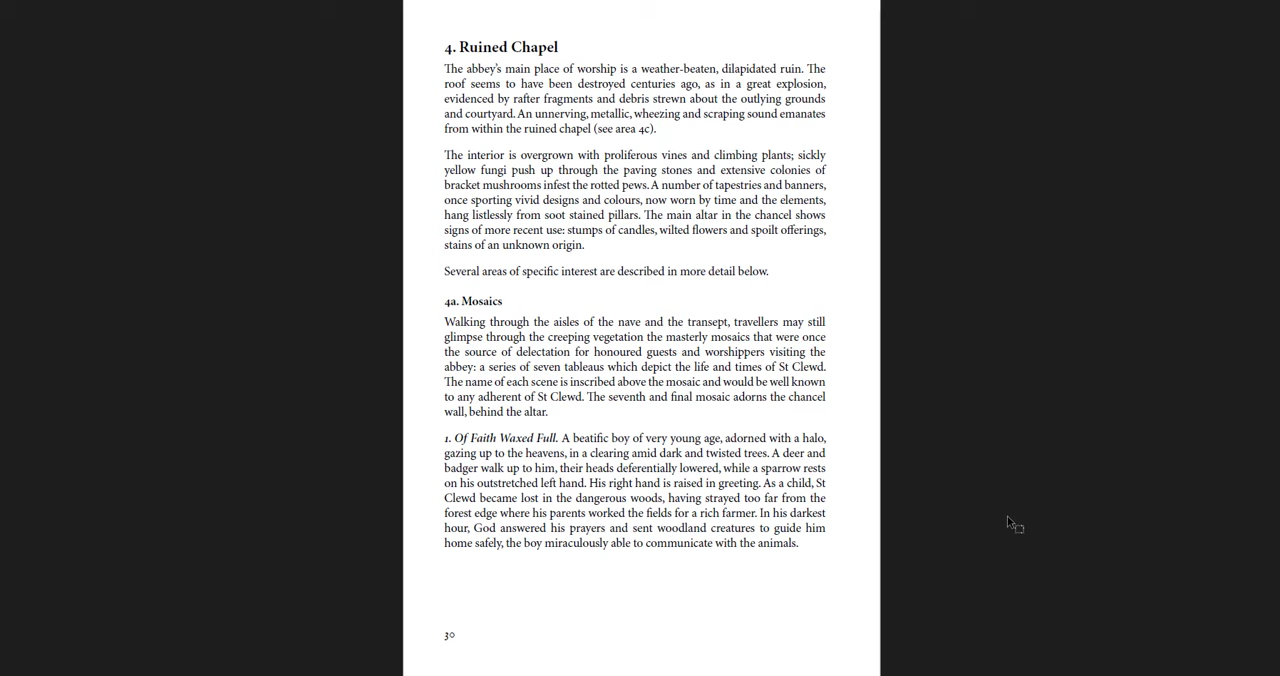 4. Ruined Chapel
The abbey's main place of worship is a weather-beaten, dilapidated ruin. The
roof seems to have been destroyed centuries ago, as in a great explosion,
evidenced by rafter fragments and debris strewn about the outlying grounds
and courtyard. An unnerving, metallic, wheezing and scraping sound emanates
from within the ruined chapel (see area 4c).
The interior is overgrown with proliferous vines and climbing plants; sickly
yellow fungi push up through the paving stones and extensive colonies of
bracket mushrooms infest the rotted pews. A number of tapestries and banners,
once sporting vivid designs and colours, now worn by time and the elements,
hang listlessly from soot stained pillars. The main altar in the chancel shows
signs of more recent use: stumps of candles, wilted flowers and spoilt offerings,
stains of an unknown origin.
Several areas of specific interest are described in more detail below.
4a. Mosaics
Walking through the aisles of the nave and the transept, travellers may still
glimpse through the creeping vegetation the masterly mosaics that were once
the source of delectation for honoured guests and worshippers visiting the
abbey: a series of seven tableaus which depict the life and times of St Clewd.
The name of each scene is inscribed above the mosaic and would be well known
to any adherent of St Clewd. The seventh and final mosaic adorns the chancel
wall, behind the altar.
1. Of Faith Waxed Full. A beatific boy of very young age, adorned with a halo,
gazing up to the heavens, in a clearing amid dark and twisted trees. A deer and
badger walk up to him, their heads deferentially lowered, while a sparrow rests
on his outstretched left hand. His right hand is raised in greeting. As a child, St
Clewd became lost in the dangerous woods, having strayed too far from the
forest edge where his parents worked the fields for a rich farmer. In his darkest
hour, God answered his prayers and sent woodland creatures to guide him
home safely, the boy miraculously able to communicate with the animals.
30